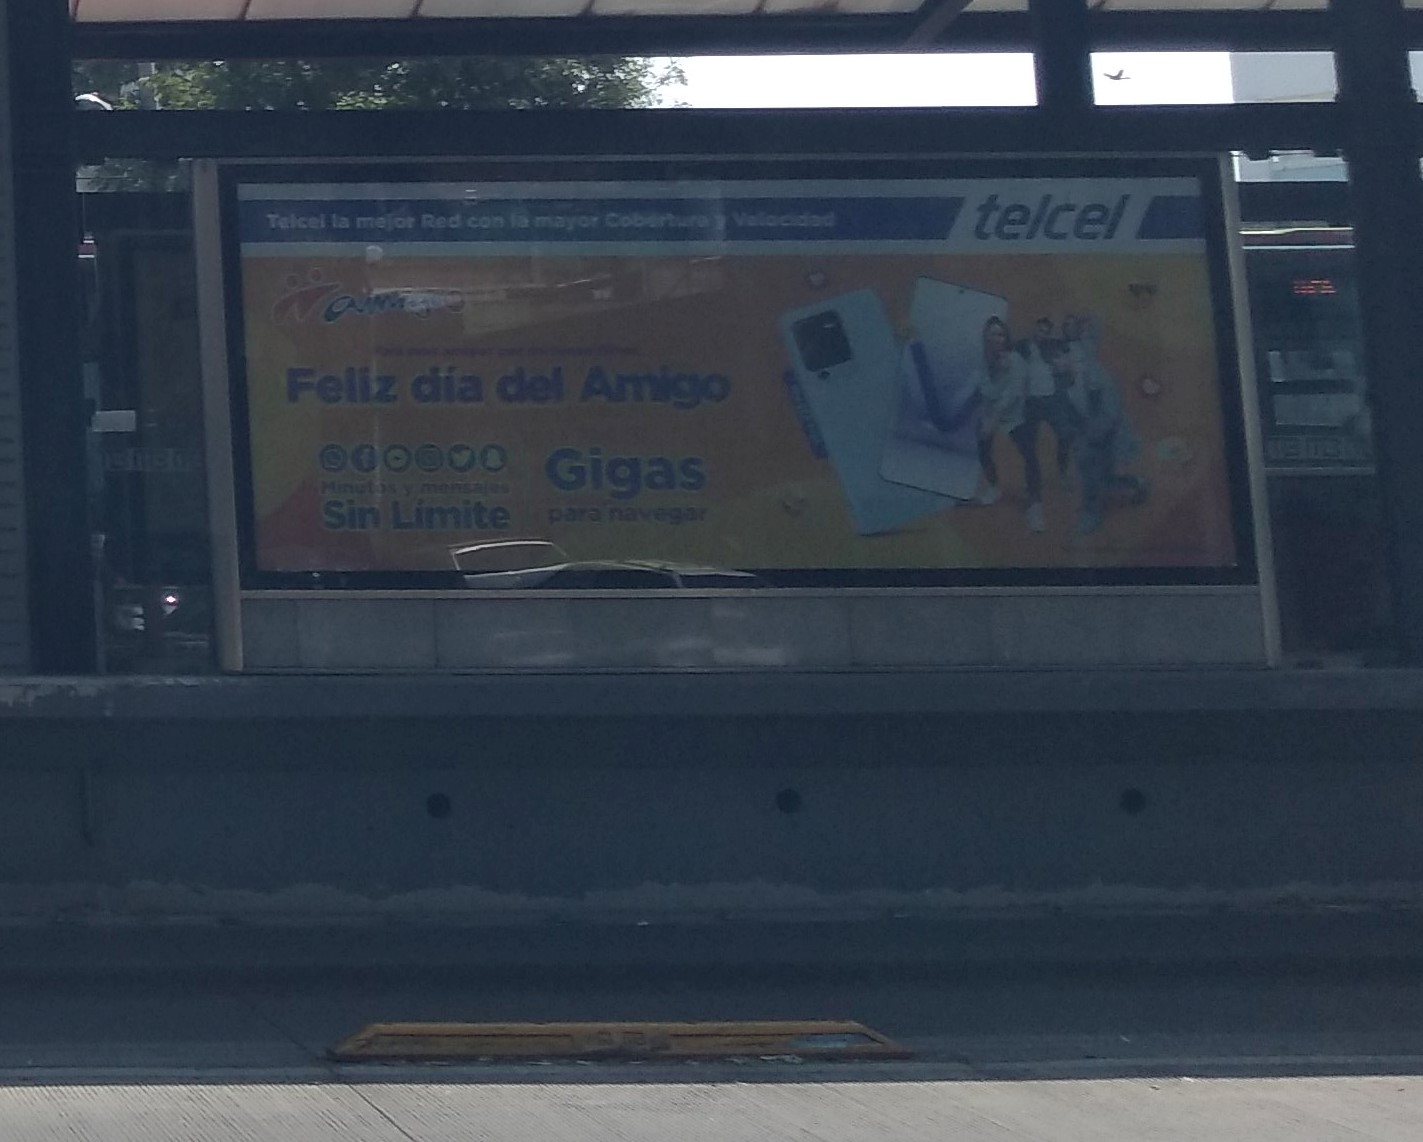 Telcel la mejor Red con la mayor Cobertura y Velocidad
telcel
amigo
Feliz día del Amigo
Minutos y mensajes
Sin Límite
Gigas
para navegar